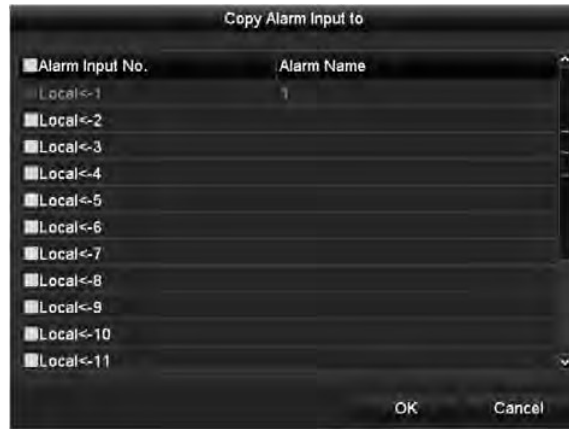 Copy Alarm Input to
Alarm Input No. Alarm Name
Local<-1 1
Local<-2
Local<-3
Local<-4
Local<-5
Local<-6
Local<-7
Local<-8
Local<-9
Local<-10
Local<-11
OK Cancel